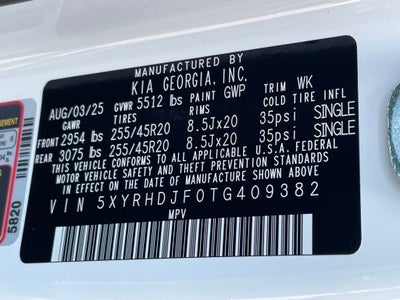 MANUFACTURED BY
KIA GEORGIA, INC.
AUG/03/25 GVWR 5512 lbs PAINT GWP TRIM WK
GAWR TIRES RIMS COLD TIRE INFL
FRONT 2954 lbs 255/45R20 8.5Jx20 35psi SINGLE
REAR 3075 lbs 255/45R20 8.5Jx20 35psi SINGLE
THIS VEHICLE CONFORMS TO ALL APPLICABLE U.S.A. FEDERAL
MOTOR VEHICLE SAFETY AND THEFT PREVENTION STANDARDS
IN EFFECT ON THE DATE OF MANUFACTURE SHOWN ABOVE
VIN 5XYRHDJF0TG409382
MPV
5820